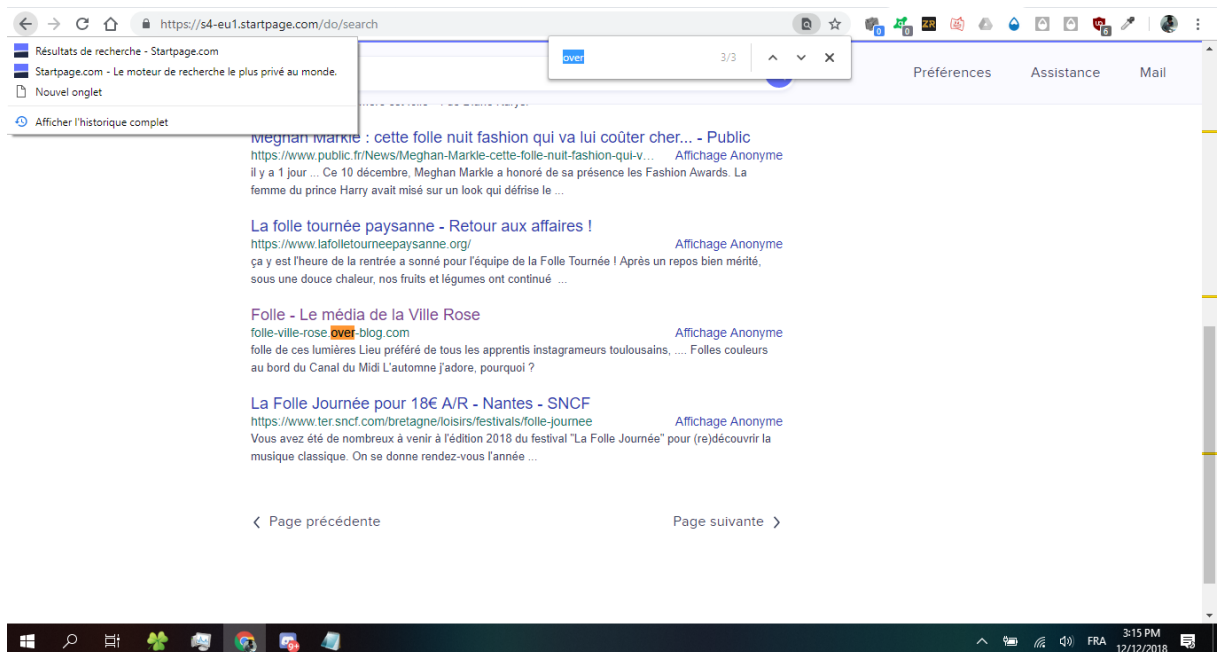 https://s4-eu1.startpage.com/do/search
Résultats de recherche - Startpage.com
Startpage.com - Le moteur de recherche le plus privé au monde.
Nouvel onglet
Afficher l'historique complet
over 3/3
Préférences Assistance Mail
Meghan Markle : cette folle nuit fashion qui va lui coûter cher... - Public
https://www.public.fr/News/Meghan-Markle-cette-folle-nuit-fashion-qui-v... Affichage Anonyme
il y a 1 jour ... Ce 10 décembre, Meghan Markle a honoré de sa présence les Fashion Awards. La
femme du prince Harry avait misé sur un look qui défrise le ...
La folle tournée paysanne - Retour aux affaires !
https://www.lafolletourneepaysanne.org/ Affichage Anonyme
ça y est l'heure de la rentrée a sonné pour l'équipe de la Folle Tournée ! Après un repos bien mérité,
sous une douce chaleur, nos fruits et légumes ont continué ...
Folle - Le média de la Ville Rose
folle-ville-rose.over-blog.com Affichage Anonyme
folle de ces lumières Lieu préféré de tous les apprentis instagrameurs toulousains, .... Folles couleurs
au bord du Canal du Midi L'automne j'adore, pourquoi ?
La Folle Journée pour 18€ A/R - Nantes - SNCF
https://www.ter.sncf.com/bretagne/loisirs/festivals/folle-journee Affichage Anonyme
Vous avez été de nombreux à venir à l'édition 2018 du festival "La Folle Journée" pour (re)découvrir la
musique classique. On se donne rendez-vous l'année ...
Page précédente Page suivante
FRA 3:15 PM
12/12/2018